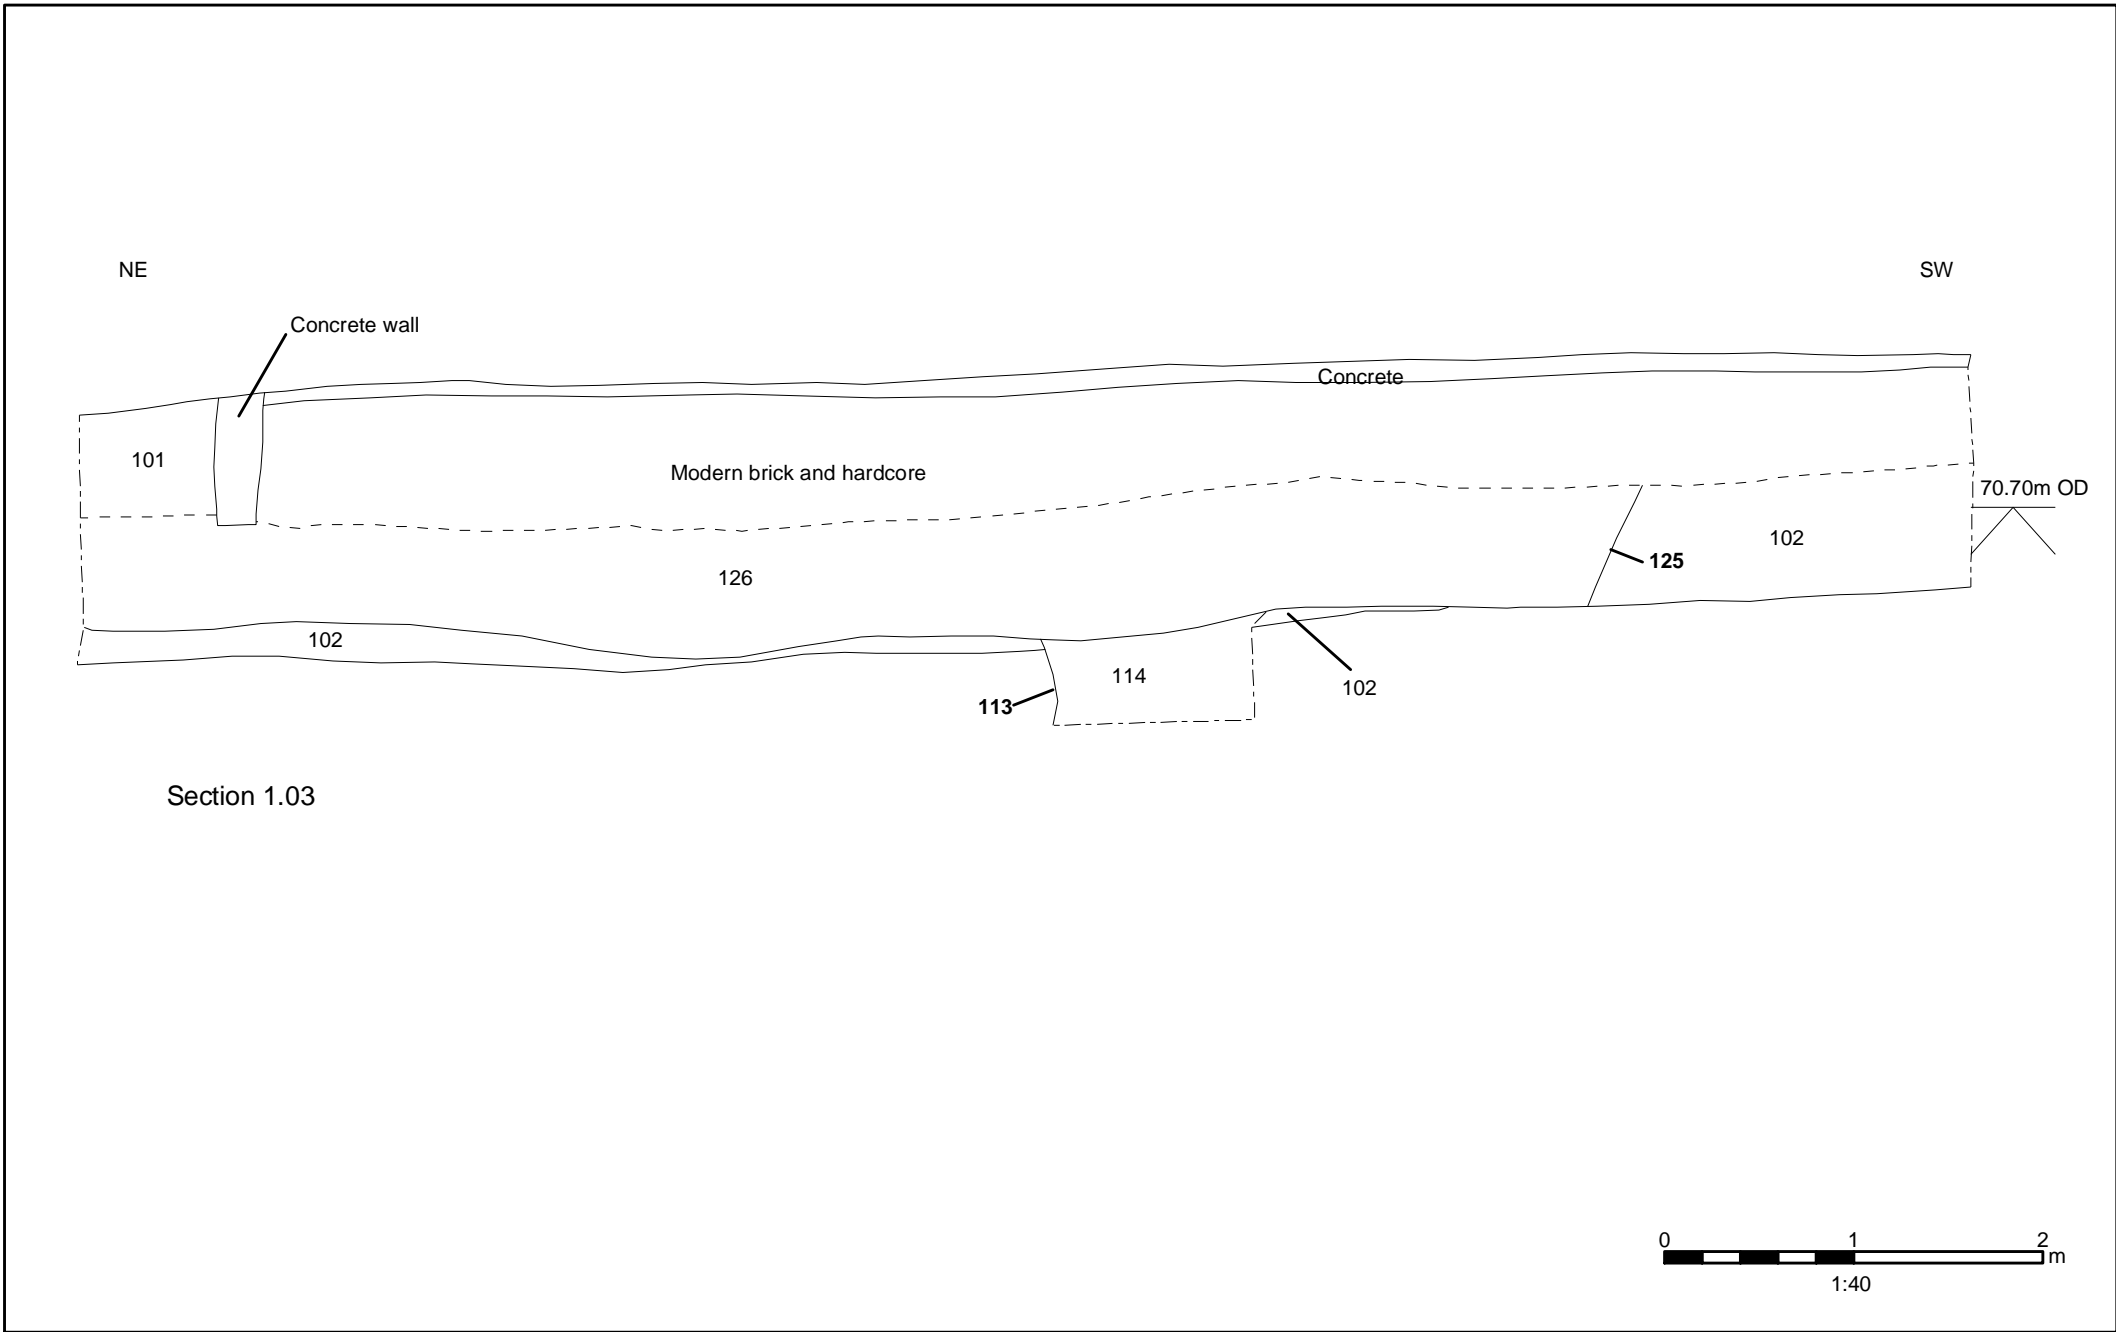 NE
SW
Concrete wall
Concrete
101
Modern brick and hardcore
70.70m OD
102
125
126
102
114
102
113
Section 1.03
0 1 2
m
1:40